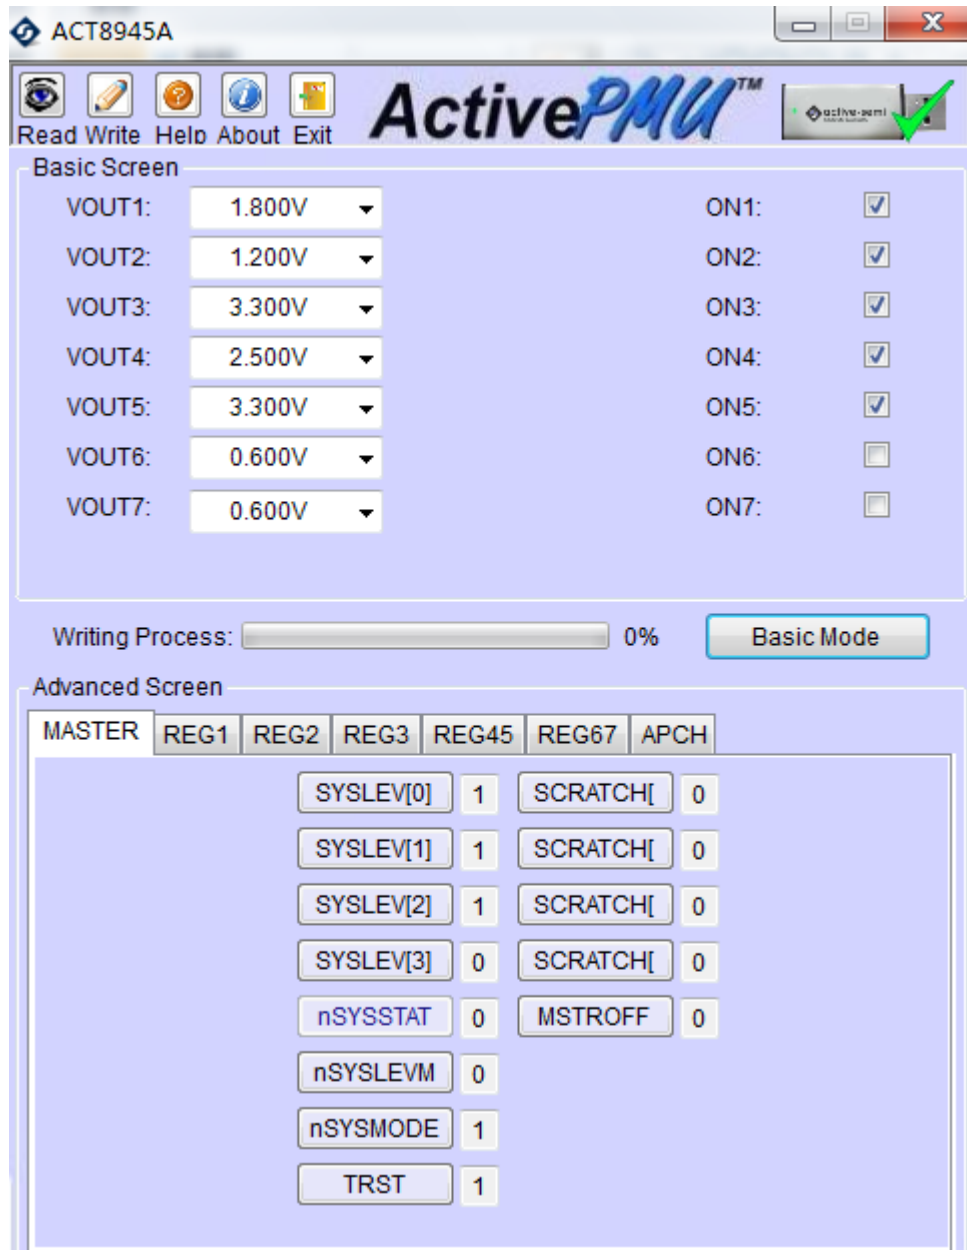 ACT8945A
ActivePMU™
active-semi
Read Write Help About Exit
Basic Screen
VOUT1: 1.800V ON1:
VOUT2: 1.200V ON2:
VOUT3: 3.300V ON3:
VOUT4: 2.500V ON4:
VOUT5: 3.300V ON5:
VOUT6: 0.600V ON6:
VOUT7: 0.600V ON7:
Writing Process: 0% Basic Mode
Advanced Screen
MASTER REG1 REG2 REG3 REG45 REG67 APCH
SYSLEV[0] 1 SCRATCH[ 0
SYSLEV[1] 1 SCRATCH[ 0
SYSLEV[2] 1 SCRATCH[ 0
SYSLEV[3] 0 SCRATCH[ 0
nSYSSTAT 0 MSTROFF 0
nSYSLEVM 0
nSYSMODE 1
TRST 1